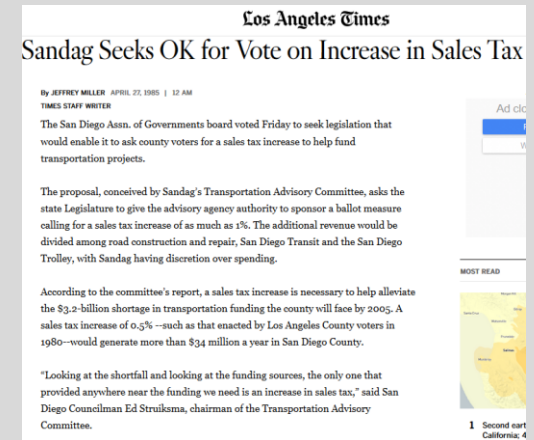 Los Angeles Times
Sandag Seeks OK for Vote on Increase in Sales Tax
By JEFFREY MILLER APRIL 27, 1985 | 12 AM
TIMES STAFF WRITER
The San Diego Assn. of Governments board voted Friday to seek legislation that
would enable it to ask county voters for a sales tax increase to help fund
transportation projects.
The proposal, conceived by Sandag's Transportation Advisory Committee, asks the
state Legislature to give the advisory agency authority to sponsor a ballot measure
calling for a sales tax increase of as much as 1%. The additional revenue would be
divided among road construction and repair, San Diego Transit and the San Diego
Trolley, with Sandag having discretion over spending.
According to the committee's report, a sales tax increase is necessary to help alleviate
the $3.2-billion shortage in transportation funding the county will face by 2005. A
sales tax increase of 0.5% --such as that enacted by Los Angeles County voters in
1980--would generate more than $34 million a year in San Diego County.
"Looking at the shortfall and looking at the funding sources, the only one that
provided anywhere near the funding we need is an increase in sales tax," said San
Diego Councilman Ed Struiksma, chairman of the Transportation Advisory
Committee.
Ad clo
MOST READ
1 Second eart
California; 4